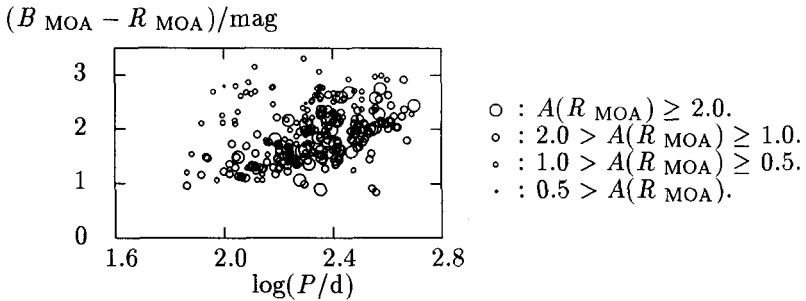 (B MOA − R MOA)/mag
3
2
1
0
1.6 2.0 2.4 2.8
log(P/d)
○ : A(R MOA) ≥ 2.0.
○ : 2.0 > A(R MOA) ≥ 1.0.
○ : 1.0 > A(R MOA) ≥ 0.5.
· : 0.5 > A(R MOA).